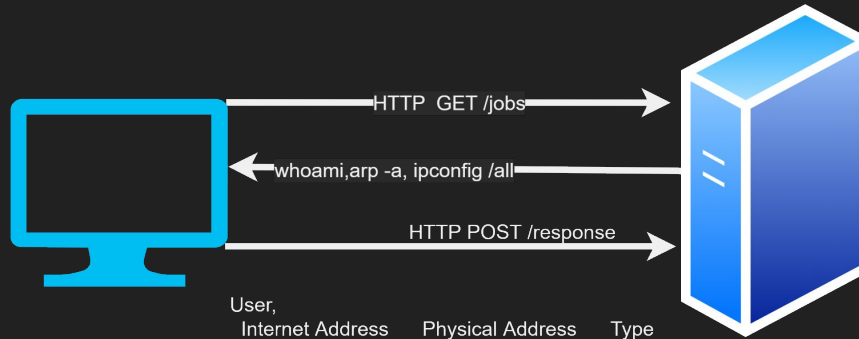 HTTP  GET /jobs
whoami,arp -a, ipconfig /all
HTTP POST /response
User,
Internet Address Physical Address Type